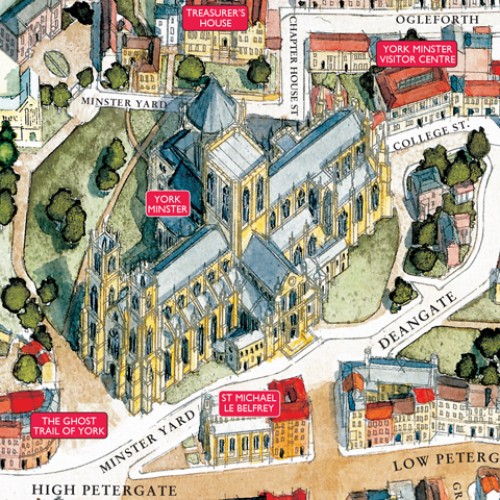 TREASURER'S
HOUSE
OGLEFORTH
CHAPTER HOUSE ST.
YORK MINSTER
VISITOR CENTRE
MINSTER YARD
COLLEGE ST.
YORK
MINSTER
DEANGATE
ST MICHAEL
LE BELFREY
THE GHOST
TRAIL OF YORK
MINSTER YARD
LOW PETERG
HIGH PETERGATE